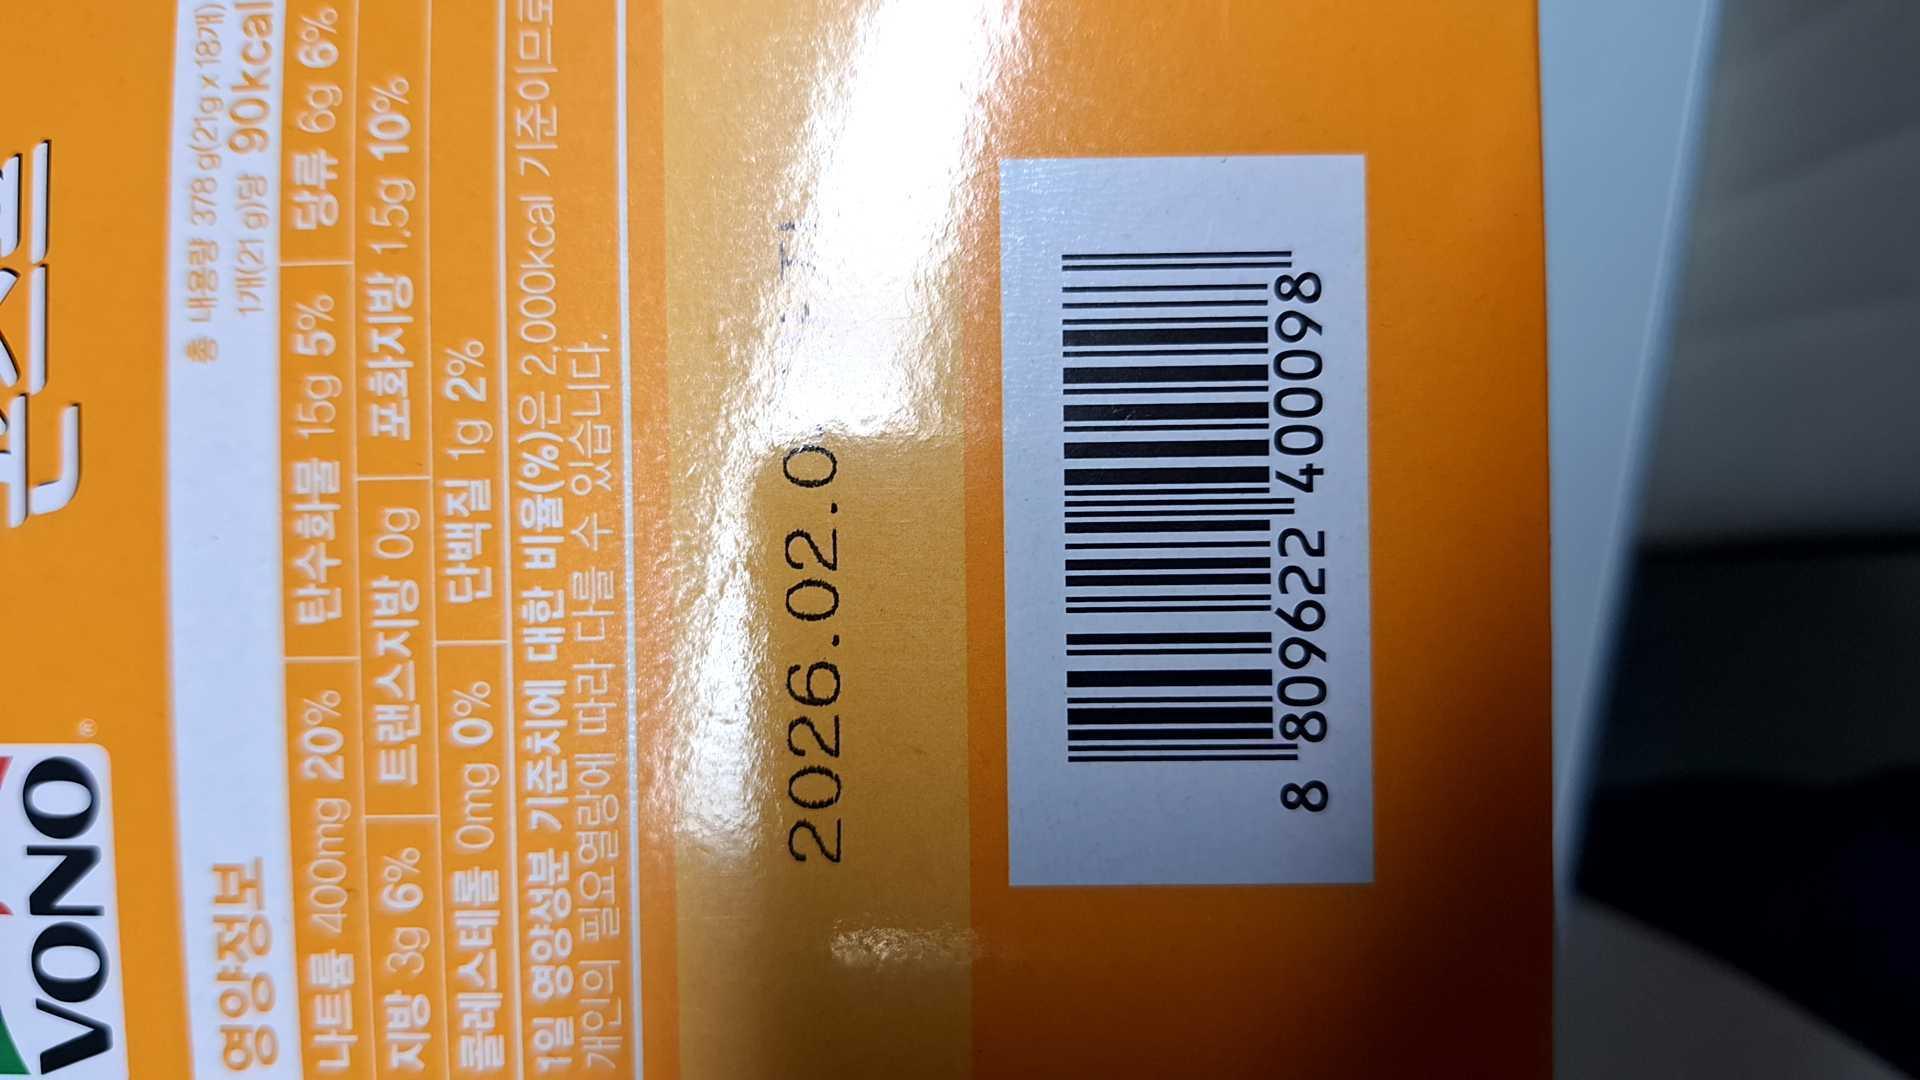 VONO
®
영양정보
총 내용량 378 g(21g x 18개)
1개(21 g)당 90kcal
나트륨 400mg 20% 탄수화물 15g 5% 당류 6g 6%
지방 3g 6% 트랜스지방 0g 포화지방 1.5g 10%
콜레스테롤 0mg 0% 단백질 1g 2%
1일 영양성분 기준치에 대한 비율(%)은 2,000kcal 기준이므로
개인의 필요열량에 따라 다를 수 있습니다.
2026.02.0
8 809622 400098